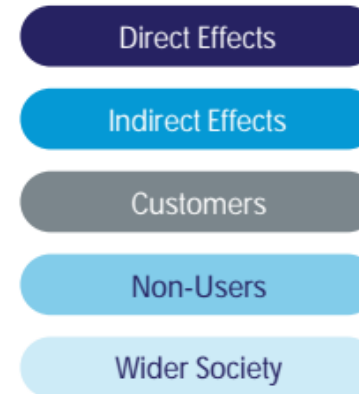 Direct Effects
Indirect Effects
Customers
Non-Users
Wider Society